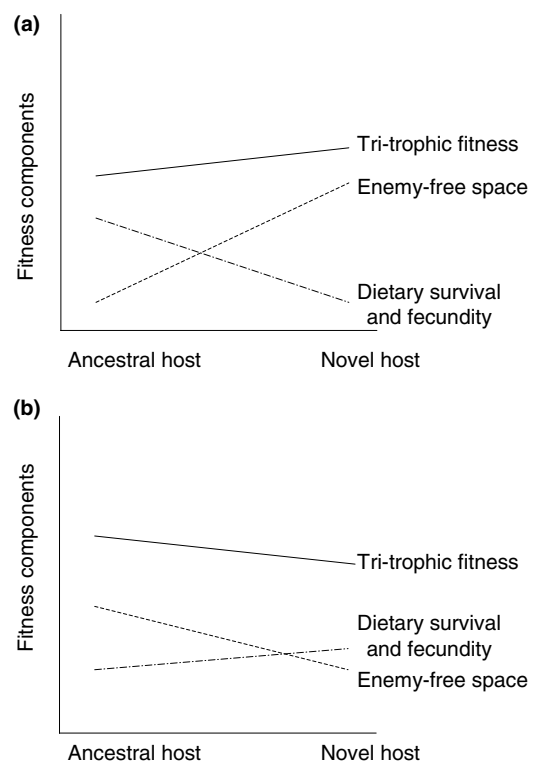 (a)
Fitness components
Tri-trophic fitness
Enemy-free space
Dietary survival
and fecundity
Ancestral host
Novel host
(b)
Fitness components
Tri-trophic fitness
Dietary survival
and fecundity
Enemy-free space
Ancestral host
Novel host